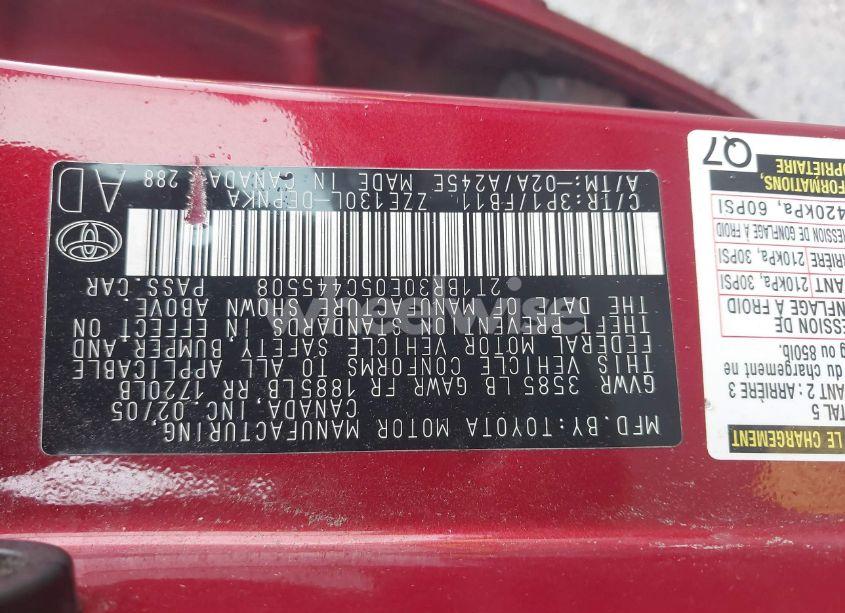 MFD. BY: TOYOTA MOTOR MANUFACTURING
CANADA, INC. 02/05
GVWR 3585 LB GAWR FR 1885LB RR 1720LB
THIS VEHICLE CONFORMS TO ALL APPLICABLE
FEDERAL MOTOR VEHICLE SAFETY, BUMPER, AND
THEFT PREVENTION STANDARDS IN EFFECT ON
THE DATE OF MANUFACTURE SHOWN ABOVE.
2T1BR30E05C445508 PASS. CAR
C/TR:3P1/FB11 ZZE130L-DEPNKA
A/TM:-02A/A245E MADE IN CANADA 288
AD
LE CHARGEMENT
TAL 5
ANT 2 : ARRIÈRE 3
du chargement ne
g ou 850lb.
ESSION DE
NFLAGE À FROID
ANT 210kPa, 30PSI
ARRIÈRE 210kPa, 30PSI
ESSION DE GONFLAGE À FROID
420kPa, 60PSI
FORMATIONS,
OPRIÉTAIRE
Q7
wheelwise